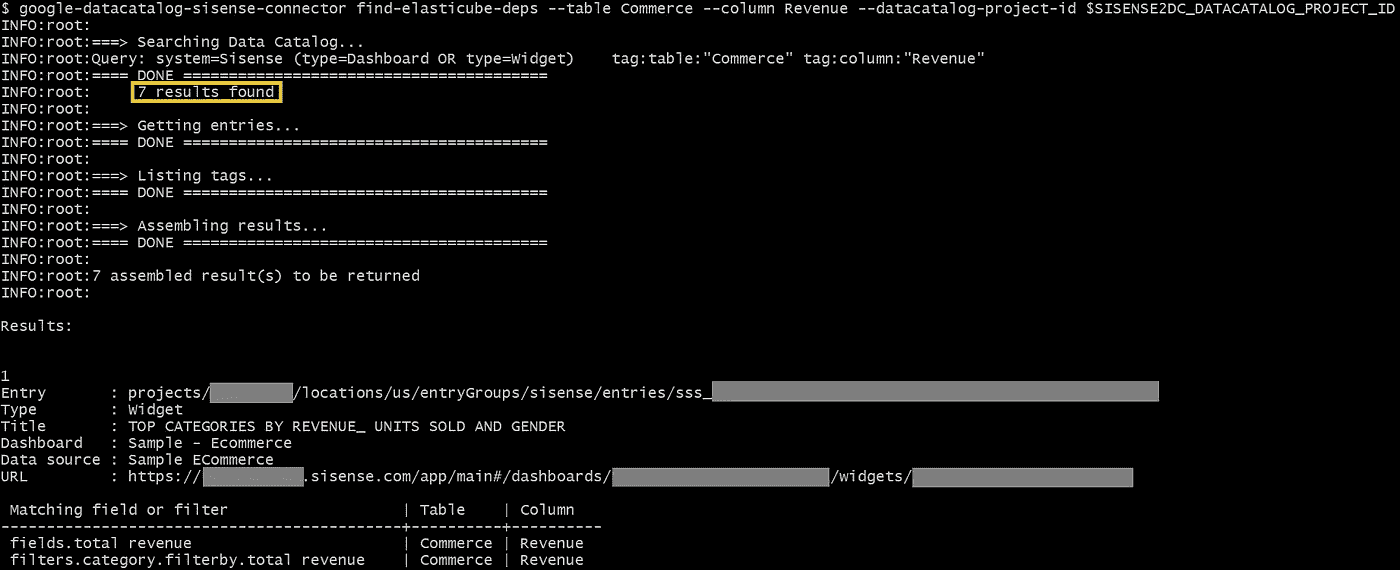 $ google-datacatalog-sisense-connector find-elasticube-deps --table Commerce --column Revenue --datacatalog-project-id $SISENSE2DC_DATACATALOG_PROJECT_ID
INFO:root:
INFO:root:===> Searching Data Catalog...
INFO:root:Query: system=Sisense (type=Dashboard OR type=Widget)    tag:table:"Commerce" tag:column:"Revenue"
INFO:root:==== DONE ========================================
INFO:root:     7 results found
INFO:root:
INFO:root:===> Getting entries...
INFO:root:==== DONE ========================================
INFO:root:
INFO:root:===> Listing tags...
INFO:root:==== DONE ========================================
INFO:root:
INFO:root:===> Assembling results...
INFO:root:==== DONE ========================================
INFO:root:
INFO:root:7 assembled result(s) to be returned
INFO:root:
Results:
1
Entry       : projects/ /locations/us/entryGroups/sisense/entries/sss_
Type        : Widget
Title       : TOP CATEGORIES BY REVENUE_ UNITS SOLD AND GENDER
Dashboard   : Sample - Ecommerce
Data source : Sample ECommerce
URL         : https:// .sisense.com/app/main#/dashboards/ /widgets/
 Matching field or filter                   | Table    | Column
--------------------------------------------+----------+----------
 fields.total revenue                       | Commerce | Revenue
 filters.category.filterby.total revenue    | Commerce | Revenue